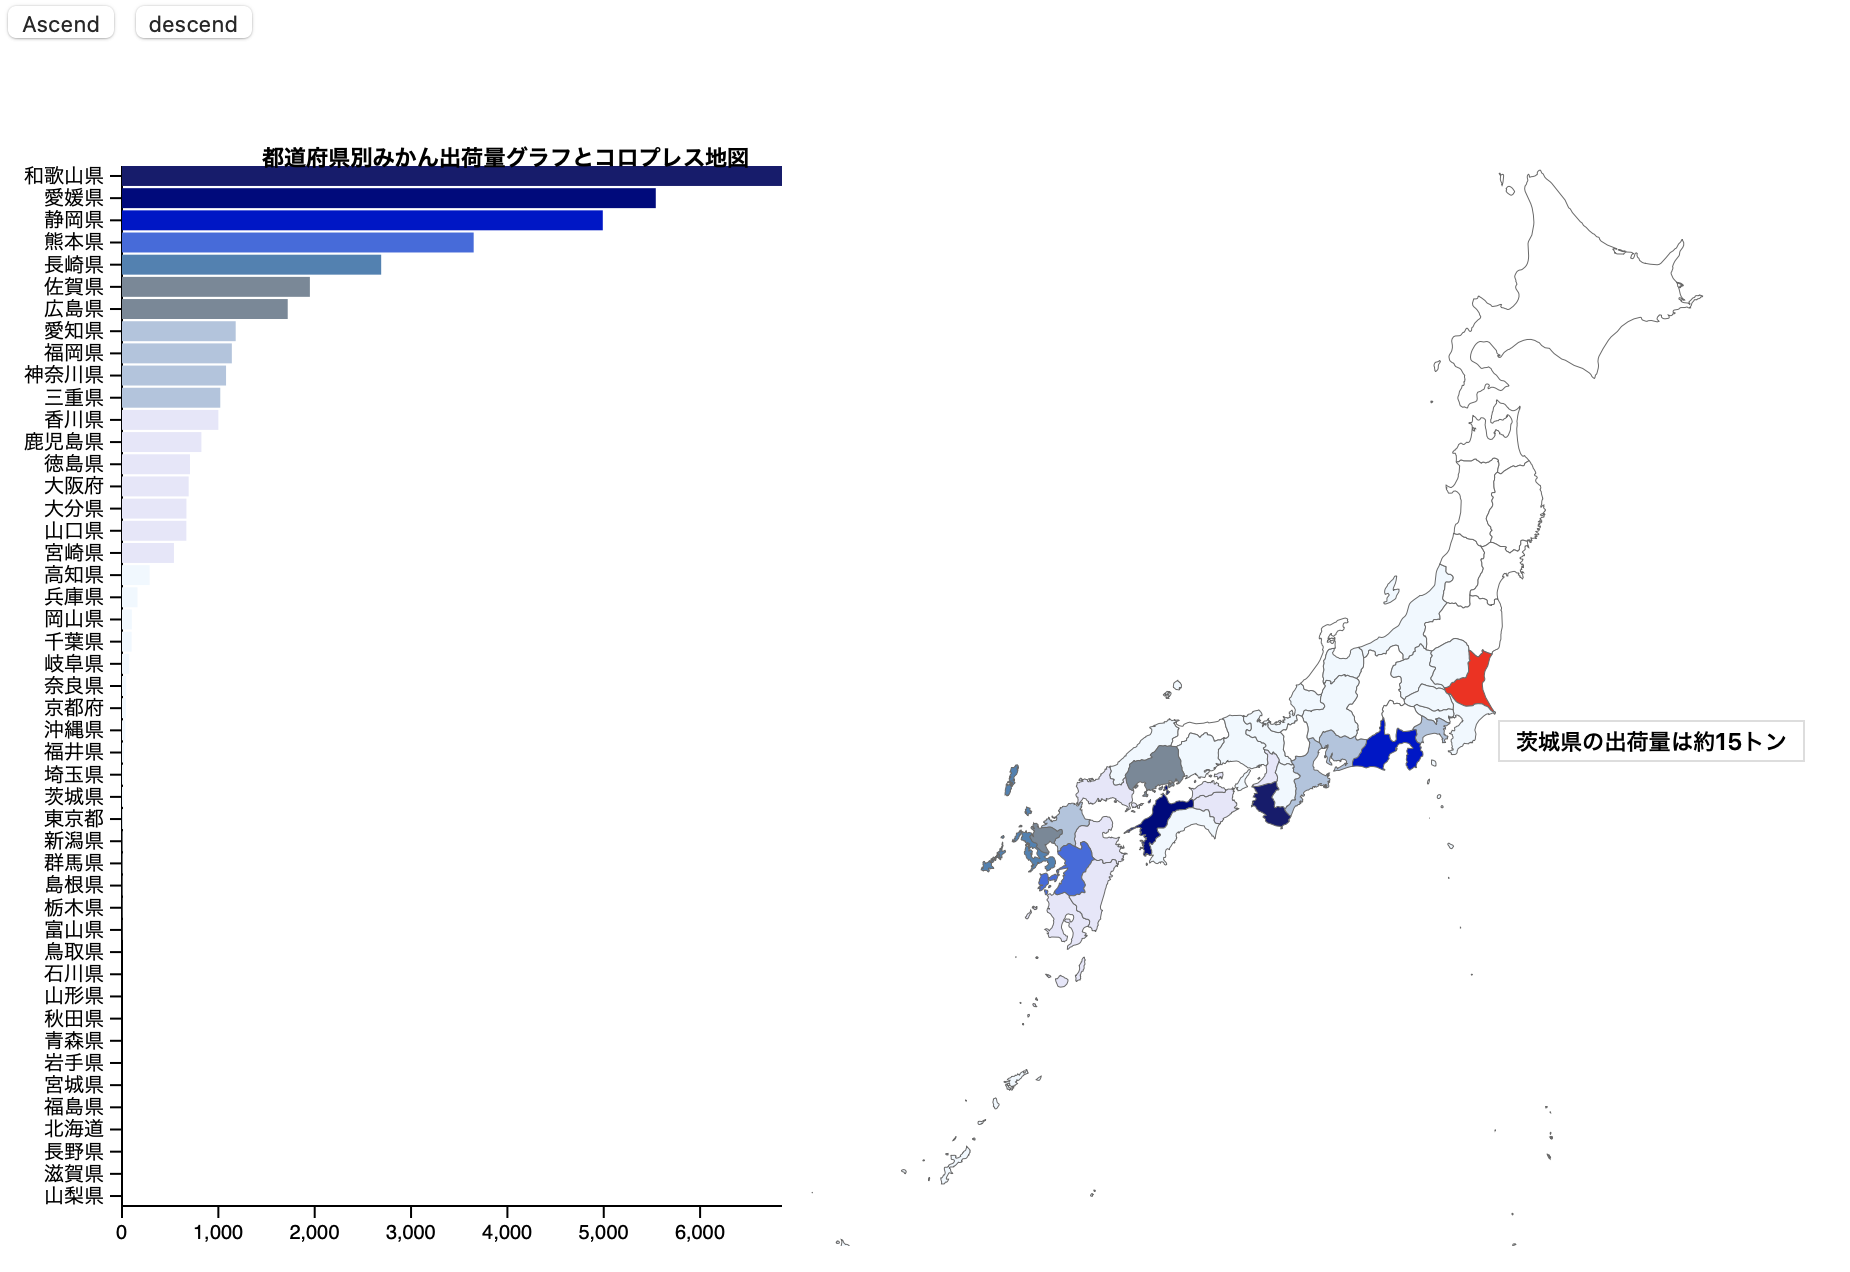 Ascend
descend
都道府県別みかん出荷量グラフとコロプレス地図
和歌山県
愛媛県
静岡県
熊本県
長崎県
佐賀県
広島県
愛知県
福岡県
神奈川県
三重県
香川県
鹿児島県
徳島県
大阪府
大分県
山口県
宮崎県
高知県
兵庫県
岡山県
千葉県
岐阜県
奈良県
京都府
沖縄県
福井県
埼玉県
茨城県
東京都
新潟県
群馬県
島根県
栃木県
富山県
鳥取県
石川県
山形県
秋田県
青森県
岩手県
宮城県
福島県
北海道
長野県
滋賀県
山梨県
0 1,000 2,000 3,000 4,000 5,000 6,000
茨城県の出荷量は約15トン